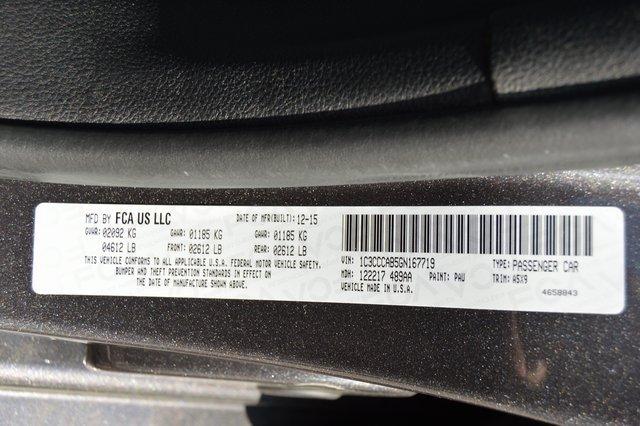 MFD BY FCA US LLC DATE OF MFR(BUILT): 12-15
GVWR: 02092 KG GAWR: 01185 KG GAWR: 01185 KG
04612 LB FRONT: 02612 LB REAR: 02612 LB
THIS VEHICLE CONFORMS TO ALL APPLICABLE U.S.A. FEDERAL MOTOR VEHICLE SAFETY,
BUMPER AND THEFT PREVENTION STANDARDS IN EFFECT ON
THE DATE OF MANUFACTURE SHOWN ABOVE.
VIN: 1C3CCCAB5GN167719 TYPE: PASSENGER CAR
MDH: 122217 489AA PAINT: PAU TRIM: A5X9
VEHICLE MADE IN U.S.A. 4658843